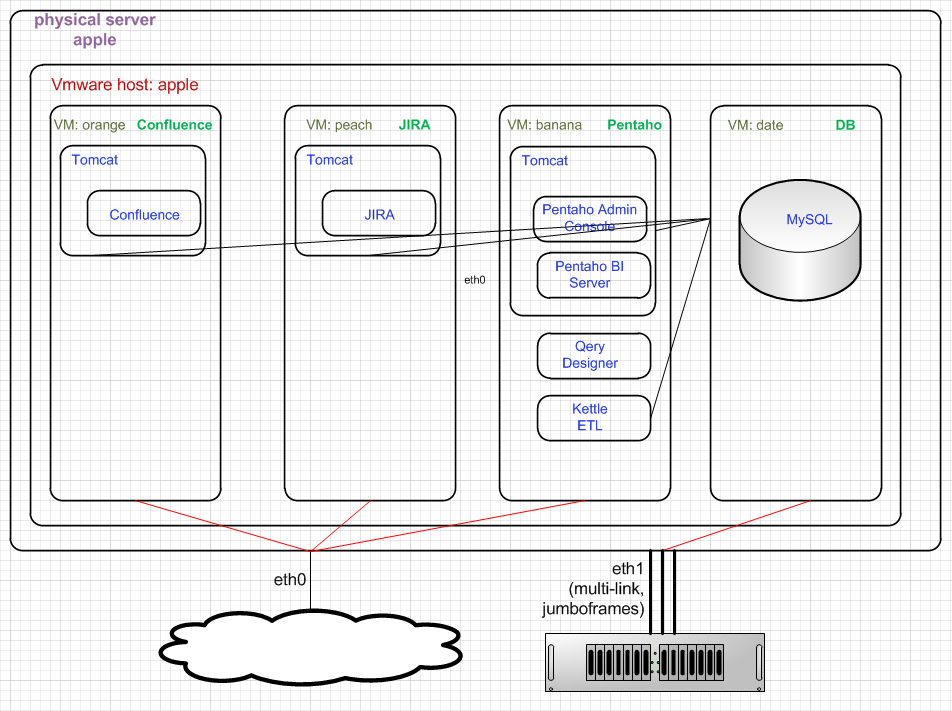 physical server
apple
Vmware host: apple
VM: orange Confluence
Tomcat
Confluence
VM: peach JIRA
Tomcat
JIRA
VM: banana Pentaho
Tomcat
Pentaho Admin
Console
Pentaho BI
Server
Qery
Designer
Kettle
ETL
VM: date DB
MySQL
eth0
eth0
eth1
(multi-link,
jumboframes)